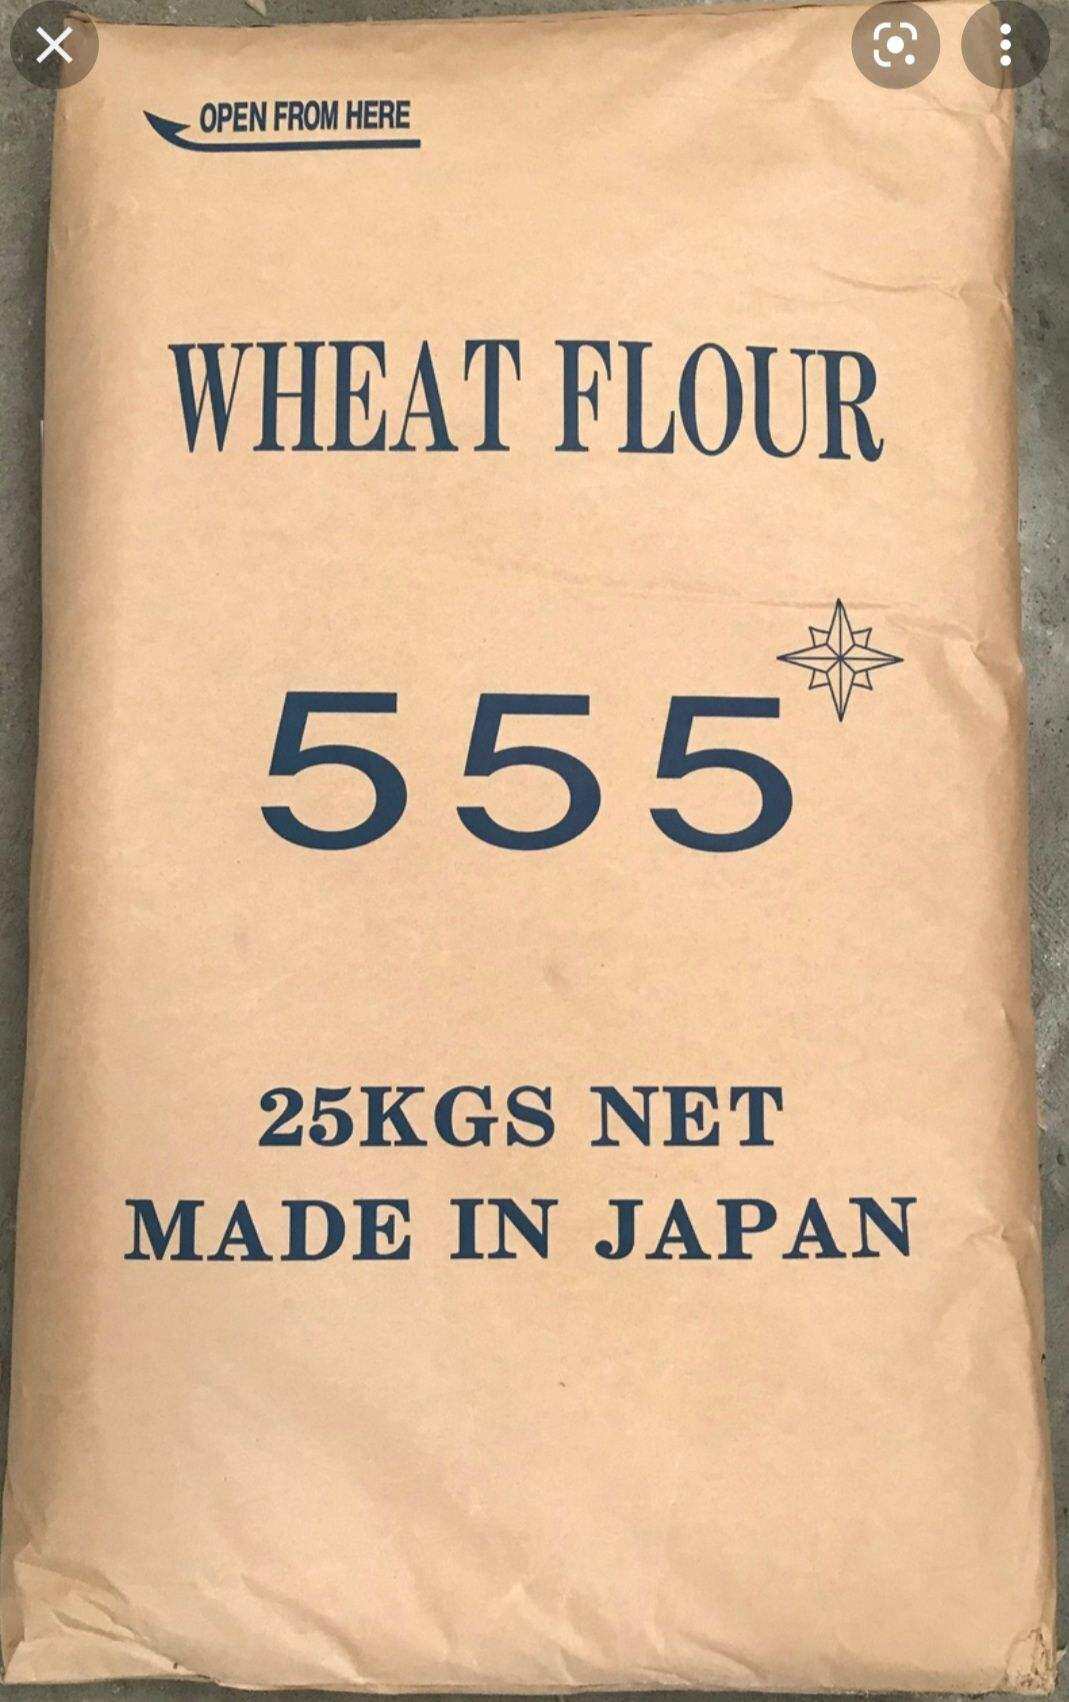 OPEN FROM HERE
WHEAT FLOUR
555
25KGS NET
MADE IN JAPAN